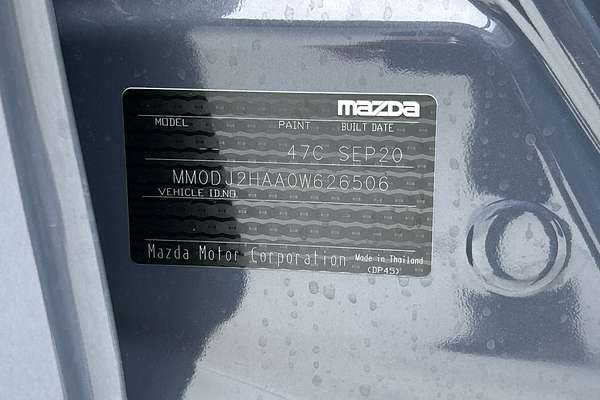 mazda
MODEL PAINT BUILT DATE
47C SEP20
MM0DJ2HAA0W626506
VEHICLE ID.NO.
Mazda Motor Corporation Made in Thailand
(DP45)